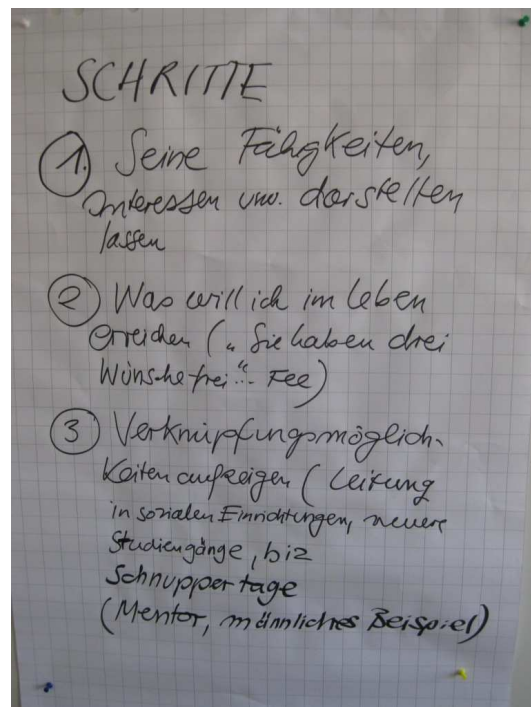 SCHRITTE
1. Seine Fähigkeiten,
Interessen usw. darstellen
lassen
2 Was will ich im Leben
erreichen („Sie haben drei
Wünsche frei“... Fee)
3 Verknüpfungsmöglich-
keiten aufzeigen (Leitung
in sozialen Einrichtungen, neuere
Studiengänge, biz
Schnuppertage
(Mentor, männliches Beispiel)